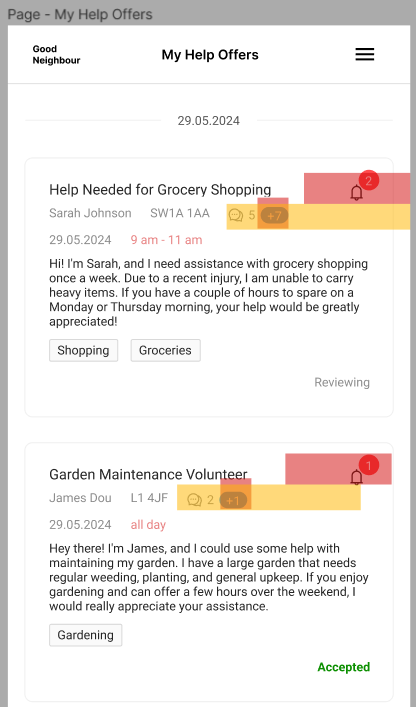 Page - My Help Offers
Good
Neighbour
My Help Offers
29.05.2024
Help Needed for Grocery Shopping
2
Sarah Johnson SW1A 1AA 5 +7
29.05.2024 9 am - 11 am
Hi! I'm Sarah, and I need assistance with grocery shopping
once a week. Due to a recent injury, I am unable to carry
heavy items. If you have a couple of hours to spare on a
Monday or Thursday morning, your help would be greatly
appreciated!
Shopping Groceries
Reviewing
Garden Maintenance Volunteer
1
James Dou L1 4JF 2 +1
29.05.2024 all day
Hey there! I'm James, and I could use some help with
maintaining my garden. I have a large garden that needs
regular weeding, planting, and general upkeep. If you enjoy
gardening and can offer a few hours over the weekend, I
would really appreciate your assistance.
Gardening
Accepted